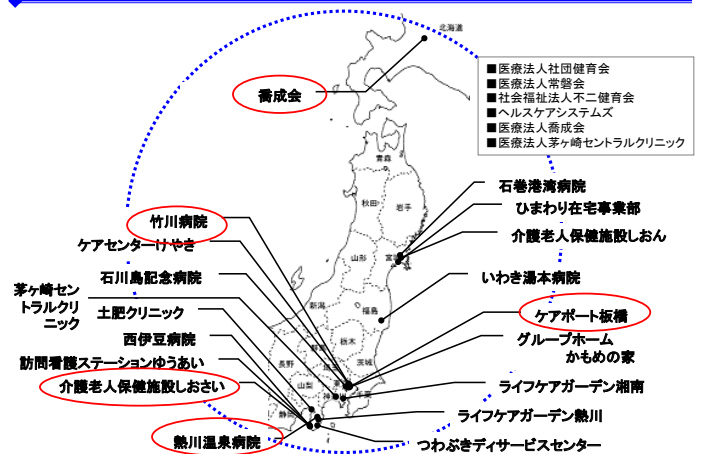 北海道
■医療法人社団健育会
■医療法人常磐会
■社会福祉法人不二健育会
■ヘルスケアシステムズ
■医療法人喬成会
■医療法人茅ヶ崎セントラルクリニック
喬成会
青森
秋田
岩手
石巻港湾病院
ひまわり在宅事業部
竹川病院
ケアセンターけやき
介護老人保健施設しおん
山形
宮
石川島記念病院
いわき湯本病院
茅ヶ崎セン
トラルクリ
ニック
土肥クリニック
新潟
福島
ケアポート板橋
西伊豆病院
栃木
グループホーム
かもめの家
訪問看護ステーションゆうあい
長野
茨城
介護老人保健施設しおさい
山梨
神
千葉
ライフケアガーデン湘南
静岡
ライフケアガーデン熱川
熱川温泉病院
つわぶきディサービスセンター